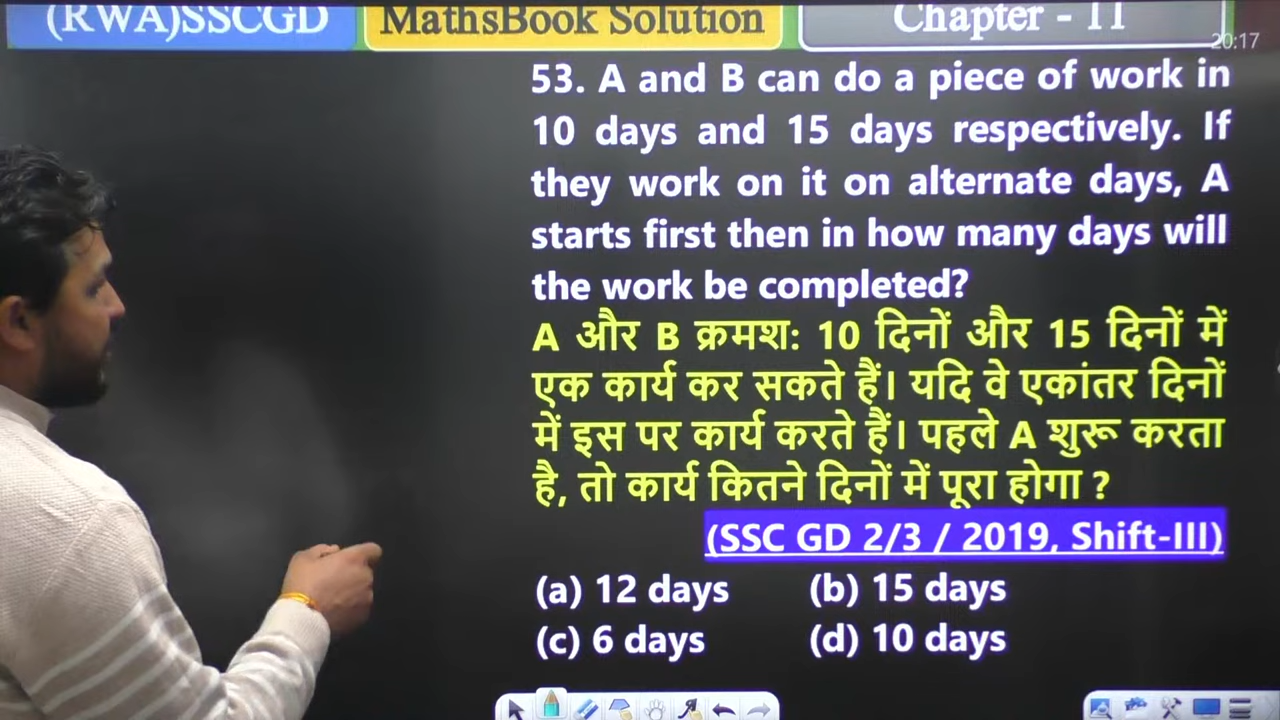 (RWA)SSCGD
MathsBook Solution
Chapter - 11
20:17
53. A and B can do a piece of work in
10 days and 15 days respectively. If
they work on it on alternate days, A
starts first then in how many days will
the work be completed?
A और B क्रमश: 10 दिनों और 15 दिनों में
एक कार्य कर सकते हैं। यदि वे एकांतर दिनों
में इस पर कार्य करते हैं। पहले A शुरू करता
है, तो कार्य कितने दिनों में पूरा होगा ?
(SSC GD 2/3 / 2019, Shift-III)
(a) 12 days (b) 15 days
(c) 6 days (d) 10 days